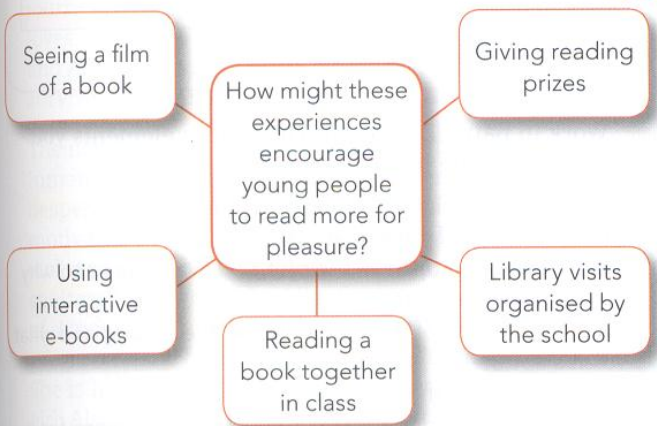 Seeing a film
of a book
Giving reading
prizes
How might these
experiences
encourage
young people
to read more for
pleasure?
Using
interactive
e-books
Reading a
book together
in class
Library visits
organised by
the school